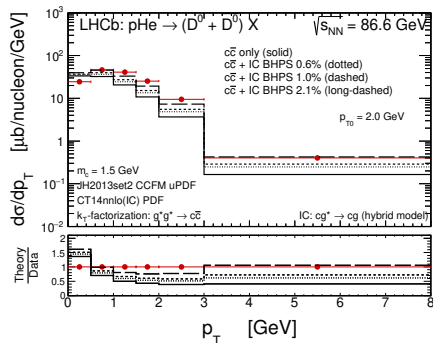 LHCb: pHe → (D⁰ + D̄⁰) X √s_NN = 86.6 GeV
cc̄ only (solid)
cc̄ + IC BHPS 0.6% (dotted)
cc̄ + IC BHPS 1.0% (dashed)
cc̄ + IC BHPS 2.1% (long-dashed)
p_T0 = 2.0 GeV
m_c = 1.5 GeV
JH2013set2 CCFM uPDF
CT14nnlo(IC) PDF
k_T-factorization: g*g* → cc̄ IC: cg* → cg (hybrid model)
dσ/dp_T [μb/nucleon/GeV]
10³
10²
10
1
10⁻¹
10⁻²
Theory
Data
2.0
1.5
1.0
0.5
0 1 2 3 4 5 6 7 8
p_T [GeV]